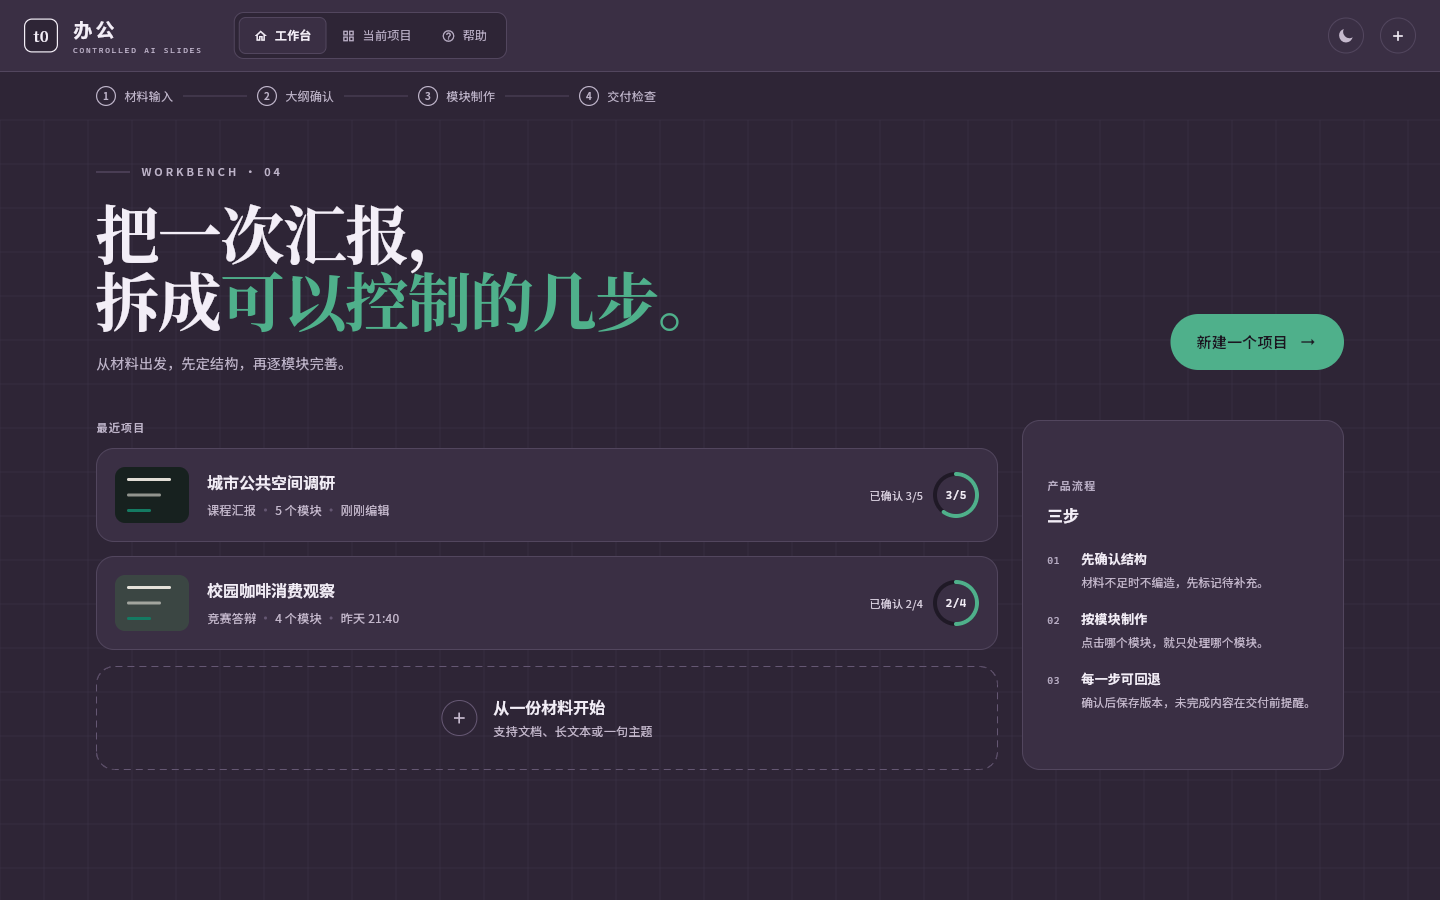 t0
办公
CONTROLLED AI SLIDES
工作台
当前项目
帮助
1 材料输入
2 大纲确认
3 模块制作
4 交付检查
WORKBENCH · 04
把一次汇报，
拆成可以控制的几步。
从材料出发，先定结构，再逐模块完善。
新建一个项目 →
最近项目
城市公共空间调研
课程汇报 · 5 个模块 · 刚刚编辑
已确认 3/5
3/5
校园咖啡消费观察
竞赛答辩 · 4 个模块 · 昨天 21:40
已确认 2/4
2/4
从一份材料开始
支持文档、长文本或一句主题
产品流程
三步
01 先确认结构
材料不足时不编造，先标记待补充。
02 按模块制作
点击哪个模块，就只处理哪个模块。
03 每一步可回退
确认后保存版本，未完成内容在交付前提醒。